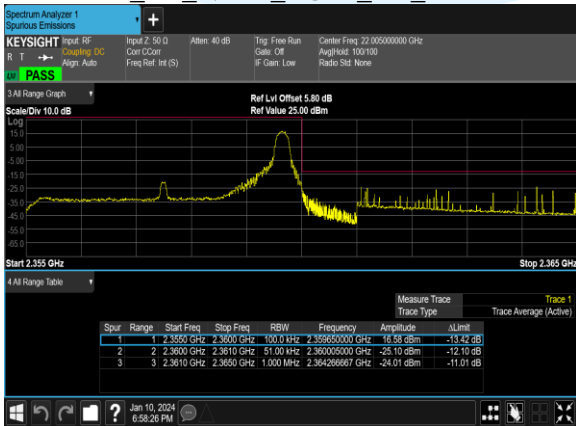 Spectrum Analyzer 1
Spurious Emissions
KEYSIGHT Input: RF Input Z: 50 Ω Atten: 40 dB Trig: Free Run Center Freq: 22.005000000 GHz
R T Coupling: DC Corr CCorr Gate: Off Avg|Hold: 100/100
Align: Auto Freq Ref: Int (S) IF Gain: Low Radio Std: None
PASS
3 All Range Graph
Ref Lvl Offset 5.80 dB
Scale/Div 10.0 dB Ref Value 25.00 dBm
Log
15.0
5.00
-5.00
-15.0
-25.0
-35.0
-45.0
-55.0
-65.0
Start 2.355 GHz Stop 2.365 GHz
4 All Range Table
Measure Trace Trace 1
Trace Type Trace Average (Active)
Spur Range Start Freq Stop Freq RBW Frequency Amplitude ΔLimit
1 1 2.3550 GHz 2.3600 GHz 100.0 kHz 2.359650000 GHz 16.58 dBm -13.42 dB
2 2 2.3600 GHz 2.3610 GHz 51.00 kHz 2.360005000 GHz -25.10 dBm -12.10 dB
3 3 2.3610 GHz 2.3650 GHz 1.000 MHz 2.364266667 GHz -24.01 dBm -11.01 dB
? Jan 10, 2024
6:58:26 PM